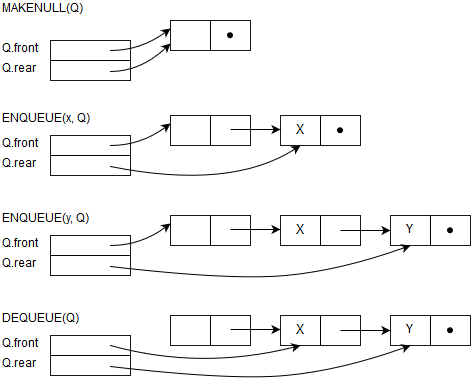 MAKENULL(Q)
Q.front
Q.rear
ENQUEUE(x, Q)
Q.front
X
Q.rear
ENQUEUE(y, Q)
X Y
Q.front
Q.rear
DEQUEUE(Q)
X Y
Q.front
Q.rear